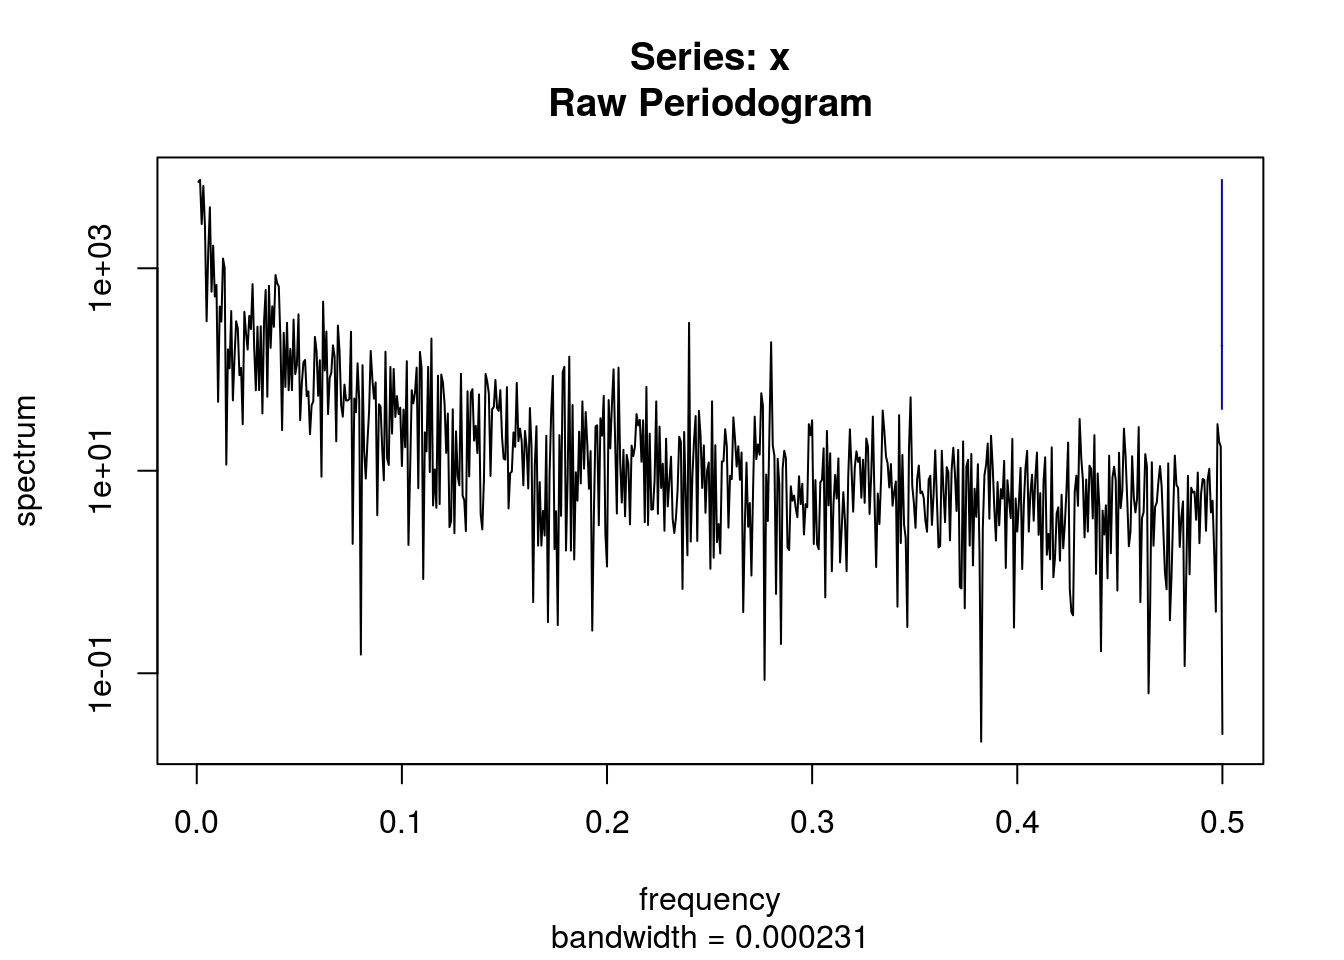 Series: x
Raw Periodogram
spectrum
1e+03
1e+01
1e-01
0.0 0.1 0.2 0.3 0.4 0.5
frequency
bandwidth = 0.000231